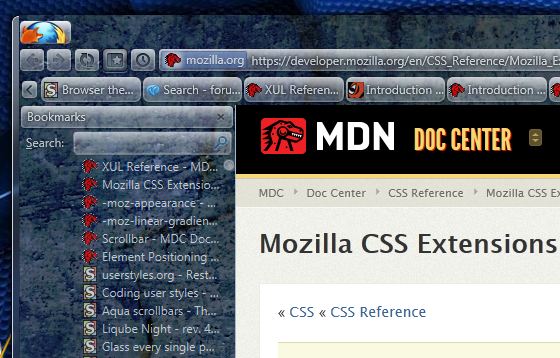 mozilla.org https://developer.mozilla.org/en/CSS_Reference/Mozilla_E
Browser the... Search - foru... XUL Referen... Introduction ... Introduction ...
Bookmarks
Search:
XUL Reference - MD...
Mozilla CSS Extensio...
-moz-appearance - ...
-moz-linear-gradien...
Scrollbar - MDC Doc...
Element Positioning ...
userstyles.org - Rest...
Coding user styles - ...
Aqua scrollbars - Th...
Liqube Night - rev. 4...
Glass every single p...
MDN DOC CENTER
MDC Doc Center CSS Reference Mozilla CSS Ex
Mozilla CSS Extensions
« CSS « CSS Reference